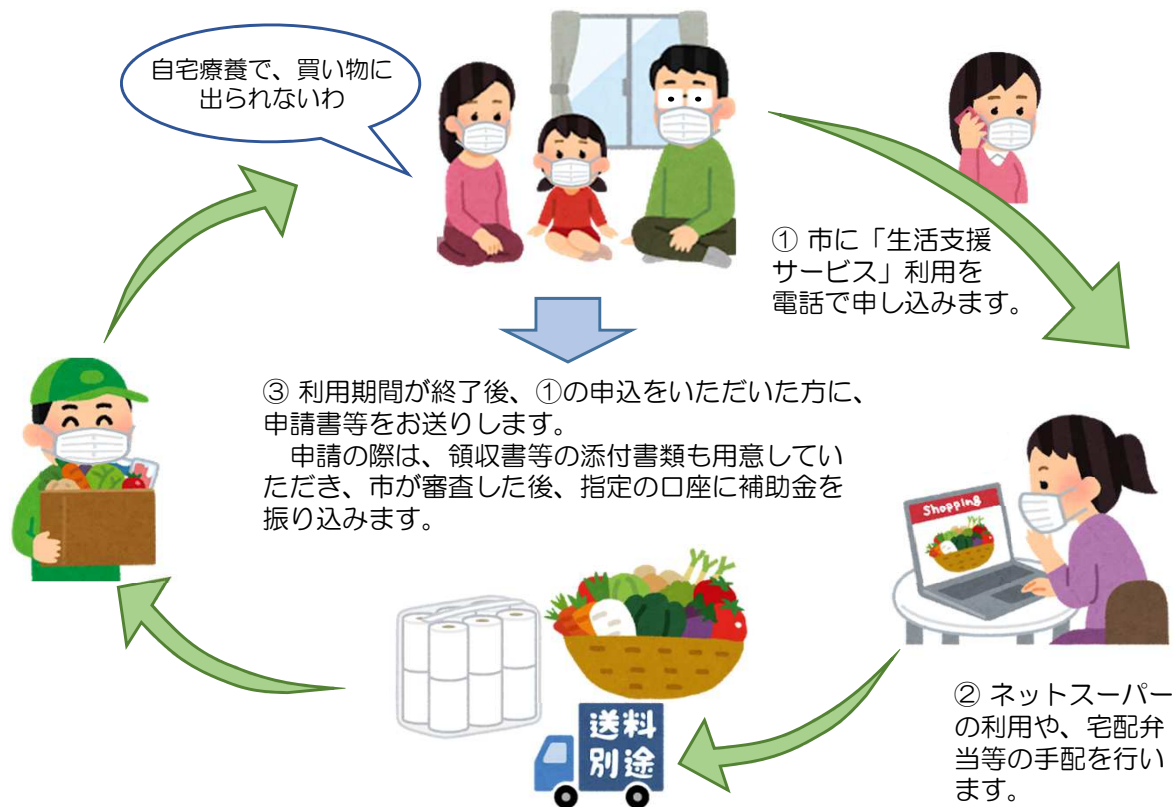 自宅療養で、買い物に
出られないわ
① 市に「生活支援
サービス」利用を
電話で申し込みます。
③ 利用期間が終了後、①の申込をいただいた方に、
申請書等をお送りします。
　申請の際は、領収書等の添付書類も用意してい
ただき、市が審査した後、指定の口座に補助金を
振り込みます。
Shopping
送料
別途
② ネットスーパー
の利用や、宅配弁
当等の手配を行い
ます。